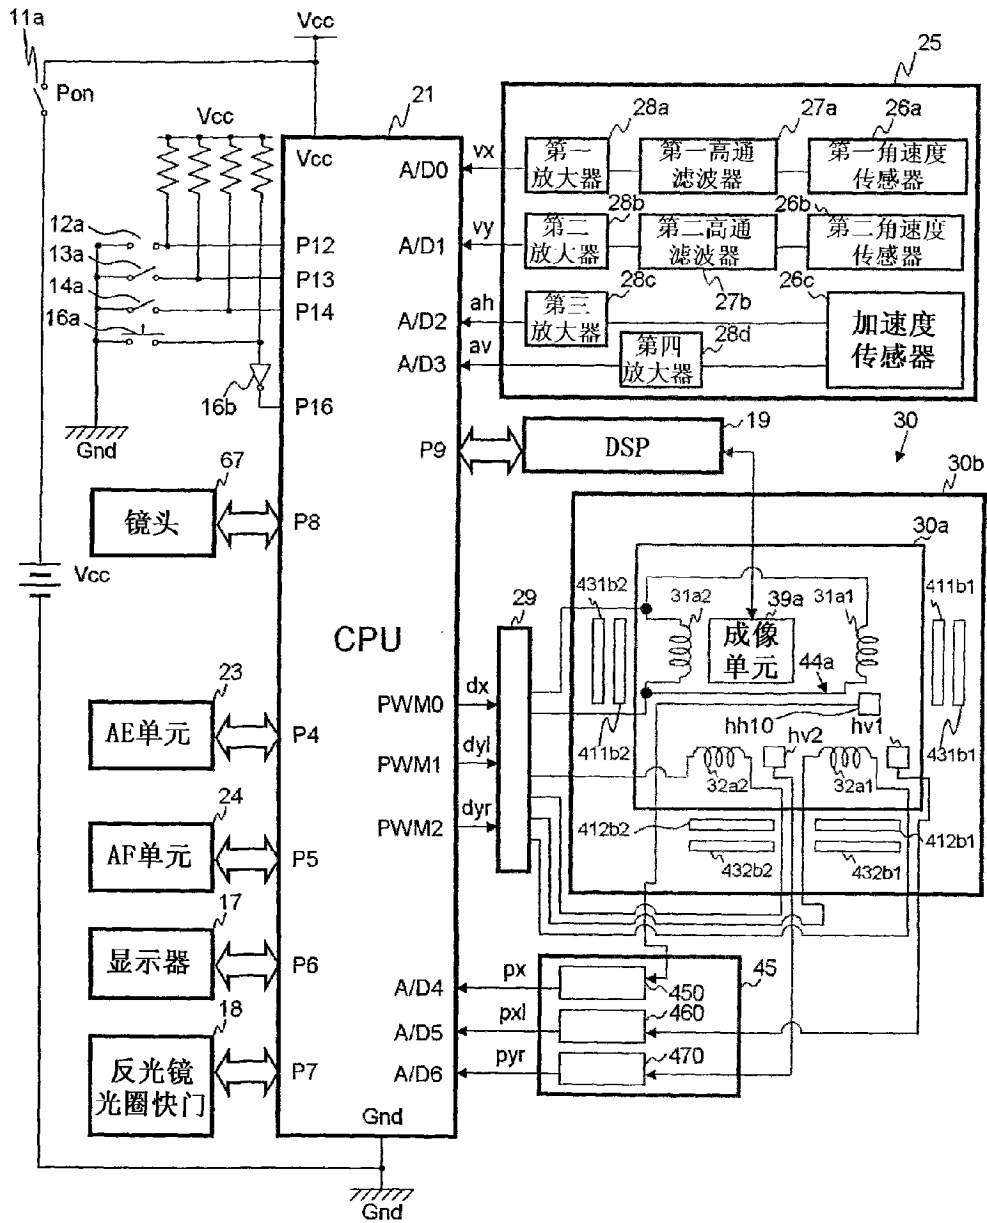 11a
Vcc
Pon
Vcc
21
25
Vcc
A/D0
vx
28a
第一
放大器
27a
第一高通
滤波器
26a
第一角速度
传感器
12a
P12
A/D1
vy
28b
第二
放大器
第二高通
滤波器
27b
26b
第二角速度
传感器
13a
P13
14a
P14
A/D2
ah
28c
第三
放大器
26c
加速度
传感器
16a
A/D3
av
28d
第四
放大器
16b
P16
Gnd
P9
19
DSP
30
30b
67
镜头
P8
30a
Vcc
CPU
29
431b2
31a2
39a
成像
单元
31a1
411b1
44a
23
AE单元
P4
PWM0
dx
411b2
hh10
hv1
431b1
PWM1
dyl
hv2
32a2
32a1
24
AF单元
P5
PWM2
dyr
412b2
412b1
432b2
432b1
17
显示器
P6
45
A/D4
px
450
18
反光镜
光圈快门
P7
A/D5
pxl
460
A/D6
pyr
470
Gnd
Gnd